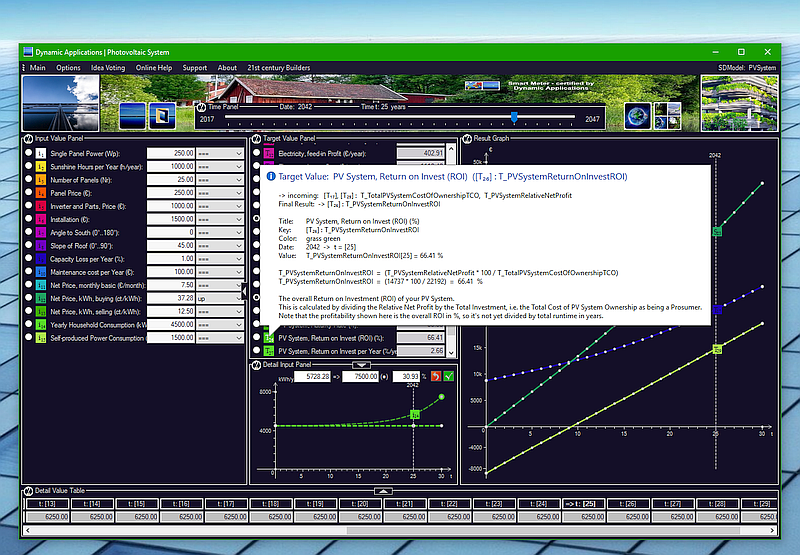 Dynamic Applications | Photovoltaic System
Main Options Idea Voting Online Help Support About 21st century Builders SDModel: PVSystem
Smart Meter - certified by
Dynamic Applications
Time Panel Date: 2042 Time t: 25 years
2017 2047
Input Value Panel
Single Panel Power (Wp): 250.00 ===
Sunshine Hours per Year (h/year): 1000.00 ===
Number of Panels (Nr): 25.00 ===
Panel Price (€): 250.00 ===
Inverter and Parts, Price (€): 1000.00 ===
Installation (€): 1500.00 ===
Angle to South (0°..180°): 0 ===
Slope of Roof (0°..90°): 45.00 ===
Capacity Loss per Year (%): 1.00 ===
Maintenance cost per Year (€): 100.00 ===
Net Price, monthly basic (€/month): 7.50 ===
Net Price, kWh, buying (ct/kWh): 37.28 up
Net Price, kWh, selling (ct/kWh): 12.50 ===
Yearly Household Consumption (kW 4500.00 ===
Self-produced Power Consumption 1500.00 ===
Target Value Panel
Electricity, feed-in Profit (€/year): 402.91
Target Value: PV System, Return on Invest (ROI) ([T₂₆] : T_PVSystemReturnOnInvestROI)
-> incoming: [T₁₇], [T₂₅] : T_TotalPVSystemCostOfOwnershipTCO, T_PVSystemRelativeNetProfit
Final Result: -> [T₂₆] : T_PVSystemReturnOnInvestROI
Title: PV System, Return on Invest (ROI) (%)
Key: [T₂₆] : T_PVSystemReturnOnInvestROI
Color: grass green
Date: 2042 -> t = [25]
Value: T_PVSystemReturnOnInvestROI[25] = 66.41 %
T_PVSystemReturnOnInvestROI = (T_PVSystemRelativeNetProfit * 100 / T_TotalPVSystemCostOfOwnershipTCO)
T_PVSystemReturnOnInvestROI = (14737 * 100 / 22192) = 66.41 %
The overall Return on Investment (ROI) of your PV System.
This is calculated by dividing the Relative Net Profit by the Total Investment, i.e. the Total Cost of PV System Ownership as being a Prosumer.
Note that the profitability shown here is the overall ROI in %, so it's not yet divided by total runtime in years.
PV System, Return on Invest (ROI) (%): 66.41
PV System, Return on Invest per Year (%/ye 2.66
Detail Input Panel
kWh/y 5728.28 => 7500.00 (●) 30.93 %
2042
8000
4000
0 5 10 15 20 25 30 t
Result Graph
€
2042
15k
10k
5k
0 5 10 15 20 25 30 t
-4000
-8000
Detail Value Table
t: [13] t: [14] t: [15] t: [16] t: [17] t: [18] t: [19] t: [20] t: [21] t: [22] t: [23] t: [24] =>t: [25] t: [26] t: [27] t: [28] t: [29]
6250.00 6250.00 6250.00 6250.00 6250.00 6250.00 6250.00 6250.00 6250.00 6250.00 6250.00 6250.00 6250.00 6250.00 6250.00 6250.00 6250.00